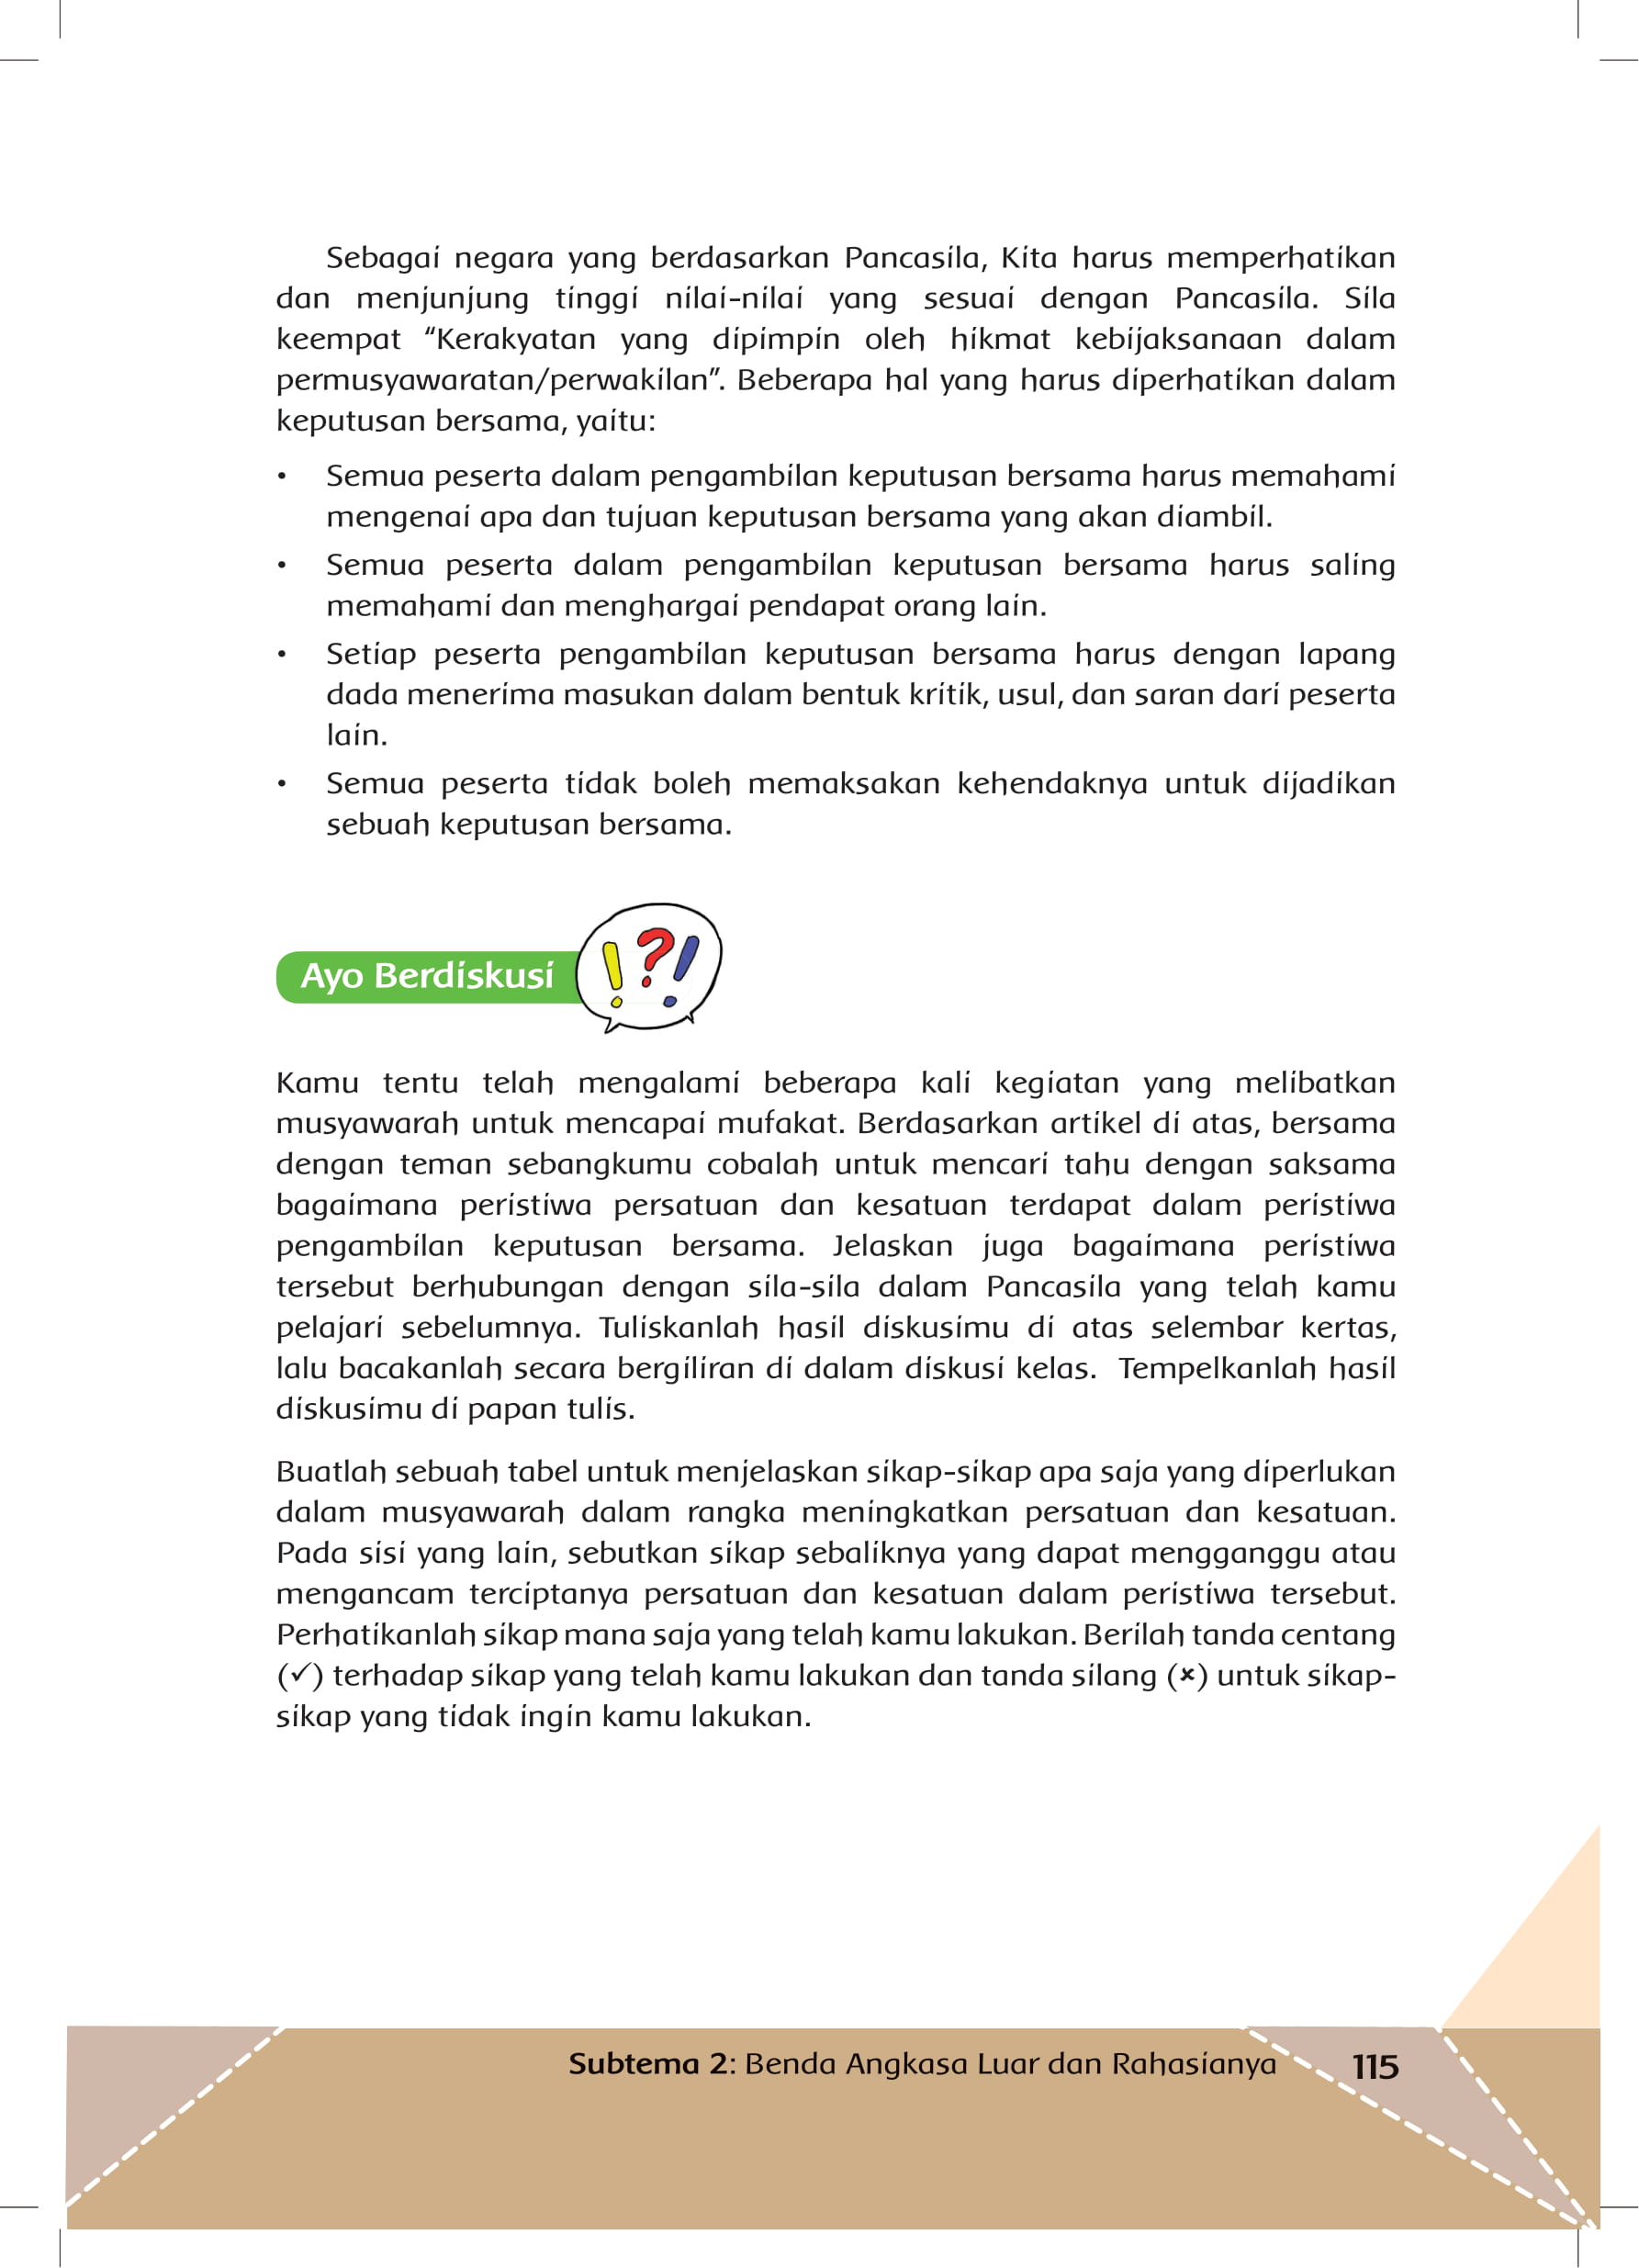 Sebagai negara yang berdasarkan Pancasila, Kita harus memperhatikan
dan menjunjung tinggi nilai-nilai yang sesuai dengan Pancasila. Sila
keempat “Kerakyatan yang dipimpin oleh hikmat kebijaksanaan dalam
permusyawaratan/perwakilan”. Beberapa hal yang harus diperhatikan dalam
keputusan bersama, yaitu:
• Semua peserta dalam pengambilan keputusan bersama harus memahami
mengenai apa dan tujuan keputusan bersama yang akan diambil.
• Semua peserta dalam pengambilan keputusan bersama harus saling
memahami dan menghargai pendapat orang lain.
• Setiap peserta pengambilan keputusan bersama harus dengan lapang
dada menerima masukan dalam bentuk kritik, usul, dan saran dari peserta
lain.
• Semua peserta tidak boleh memaksakan kehendaknya untuk dijadikan
sebuah keputusan bersama.
Ayo Berdiskusi !?!
Kamu tentu telah mengalami beberapa kali kegiatan yang melibatkan
musyawarah untuk mencapai mufakat. Berdasarkan artikel di atas, bersama
dengan teman sebangkumu cobalah untuk mencari tahu dengan saksama
bagaimana peristiwa persatuan dan kesatuan terdapat dalam peristiwa
pengambilan keputusan bersama. Jelaskan juga bagaimana peristiwa
tersebut berhubungan dengan sila-sila dalam Pancasila yang telah kamu
pelajari sebelumnya. Tuliskanlah hasil diskusimu di atas selembar kertas,
lalu bacakanlah secara bergiliran di dalam diskusi kelas. Tempelkanlah hasil
diskusimu di papan tulis.
Buatlah sebuah tabel untuk menjelaskan sikap-sikap apa saja yang diperlukan
dalam musyawarah dalam rangka meningkatkan persatuan dan kesatuan.
Pada sisi yang lain, sebutkan sikap sebaliknya yang dapat mengganggu atau
mengancam terciptanya persatuan dan kesatuan dalam peristiwa tersebut.
Perhatikanlah sikap mana saja yang telah kamu lakukan. Berilah tanda centang
(✓) terhadap sikap yang telah kamu lakukan dan tanda silang (✗) untuk sikap-
sikap yang tidak ingin kamu lakukan.
Subtema 2: Benda Angkasa Luar dan Rahasianya 115